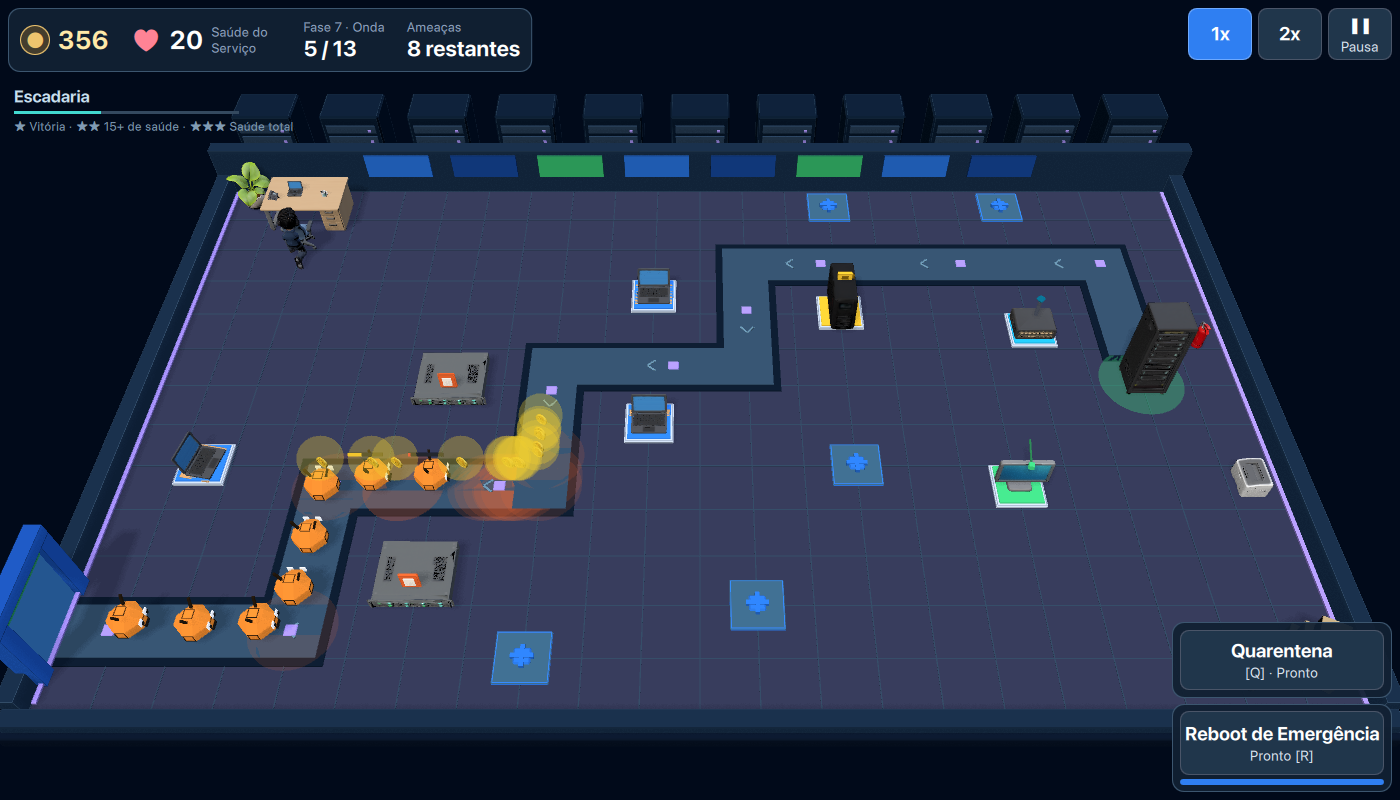 356
20
Saúde do
Serviço
Fase 7 · Onda
5 / 13
Ameaças
8 restantes
1x
2x
Pausa
Escadaria
★ Vitória · ★★ 15+ de saúde · ★★★ Saúde total
Quarentena
[Q] · Pronto
Reboot de Emergência
Pronto [R]